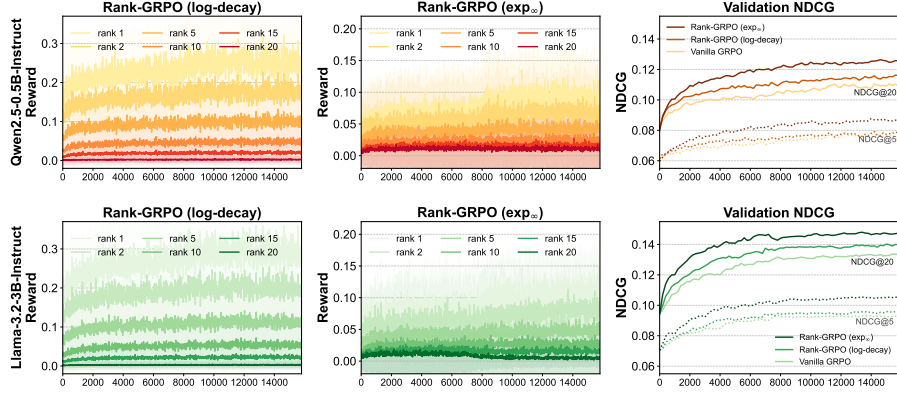 Rank-GRPO (log-decay)
Rank-GRPO (exp∞)
Validation NDCG
Qwen2.5-0.5B-Instruct
Reward
0.3
0.2
0.1
0.0
rank 1
rank 5
rank 15
rank 2
rank 10
rank 20
0 2000 4000 6000 8000 10000 12000 14000
Reward
0.20
0.15
0.10
0.05
0.00
rank 1
rank 5
rank 15
rank 2
rank 10
rank 20
0 2000 4000 6000 8000 10000 12000 14000
NDCG
0.14
0.12
0.10
0.08
0.06
Rank-GRPO (exp∞)
Rank-GRPO (log-decay)
Vanilla GRPO
NDCG@20
NDCG@5
0 2000 4000 6000 8000 10000 12000 14000
Rank-GRPO (log-decay)
Rank-GRPO (exp∞)
Validation NDCG
Llama-3.2-3B-Instruct
Reward
0.3
0.2
0.1
0.0
rank 1
rank 5
rank 15
rank 2
rank 10
rank 20
0 2000 4000 6000 8000 10000 12000 14000
Reward
0.20
0.15
0.10
0.05
0.00
rank 1
rank 5
rank 15
rank 2
rank 10
rank 20
0 2000 4000 6000 8000 10000 12000 14000
NDCG
0.14
0.12
0.10
0.08
0.06
NDCG@20
NDCG@5
Rank-GRPO (exp∞)
Rank-GRPO (log-decay)
Vanilla GRPO
0 2000 4000 6000 8000 10000 12000 14000